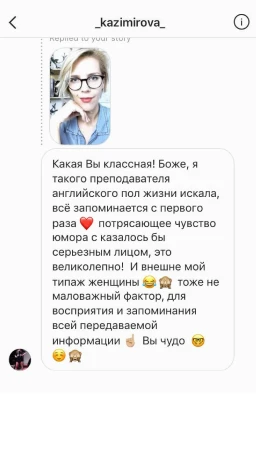 _kazimirova_
Replied to your story
Какая Вы классная! Боже, я
такого преподавателя
английского пол жизни искала,
всё запоминается с первого
раза ❤️ потрясающее чувство
юмора с казалось бы
серьезным лицом, это
великолепно! И внешне мой
типаж женщины 😂🙈 тоже не
маловажный фактор, для
восприятия и запоминания
всей передаваемой
информации ☝🏼 Вы чудо 🤓
☺️🙈